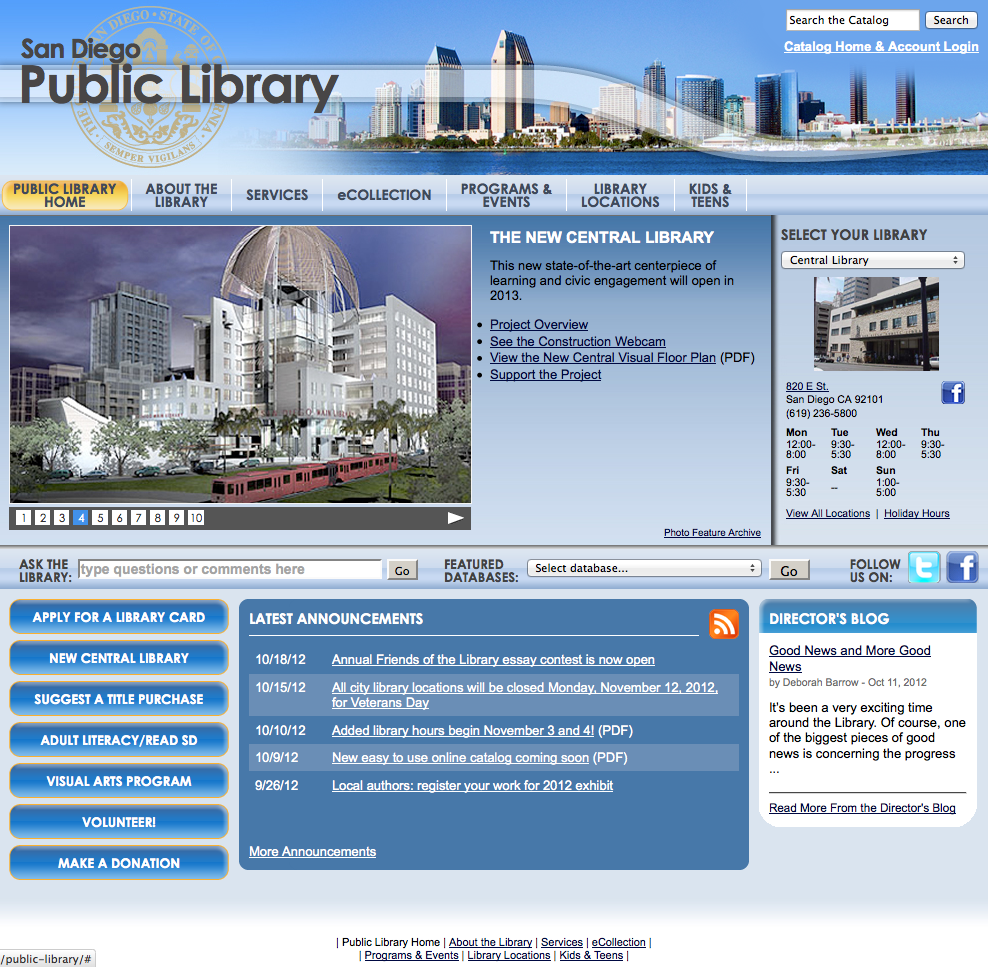 Search the Catalog
Search
Catalog Home & Account Login
San Diego
Public Library
SAN DIEGO · STATE OF
SEMPER VIGILANS
PUBLIC LIBRARY
HOME
ABOUT THE
LIBRARY
SERVICES
eCOLLECTION
PROGRAMS &
EVENTS
LIBRARY
LOCATIONS
KIDS &
TEENS
THE NEW CENTRAL LIBRARY
This new state-of-the-art centerpiece of
learning and civic engagement will open in
2013.
Project Overview
See the Construction Webcam
View the New Central Visual Floor Plan (PDF)
Support the Project
1 2 3 4 5 6 7 8 9 10
Photo Feature Archive
SELECT YOUR LIBRARY
Central Library
820 E St.
San Diego CA 92101
(619) 236-5800
Mon Tue Wed Thu
12:00- 9:30- 12:00- 9:30-
8:00 5:30 8:00 5:30
Fri Sat Sun
9:30- -- 1:00-
5:30 5:00
View All Locations | Holiday Hours
ASK THE
LIBRARY:
type questions or comments here
Go
FEATURED
DATABASES:
Select database...
Go
FOLLOW
US ON:
APPLY FOR A LIBRARY CARD
NEW CENTRAL LIBRARY
SUGGEST A TITLE PURCHASE
ADULT LITERACY/READ SD
VISUAL ARTS PROGRAM
VOLUNTEER!
MAKE A DONATION
LATEST ANNOUNCEMENTS
10/18/12 Annual Friends of the Library essay contest is now open
10/15/12 All city library locations will be closed Monday, November 12, 2012,
for Veterans Day
10/10/12 Added library hours begin November 3 and 4! (PDF)
10/9/12 New easy to use online catalog coming soon (PDF)
9/26/12 Local authors: register your work for 2012 exhibit
More Announcements
DIRECTOR'S BLOG
Good News and More Good
News
by Deborah Barrow - Oct 11, 2012
It's been a very exciting time
around the Library. Of course, one
of the biggest pieces of good
news is concerning the progress
...
Read More From the Director's Blog
| Public Library Home | About the Library | Services | eCollection |
| Programs & Events | Library Locations | Kids & Teens |
/public-library/#